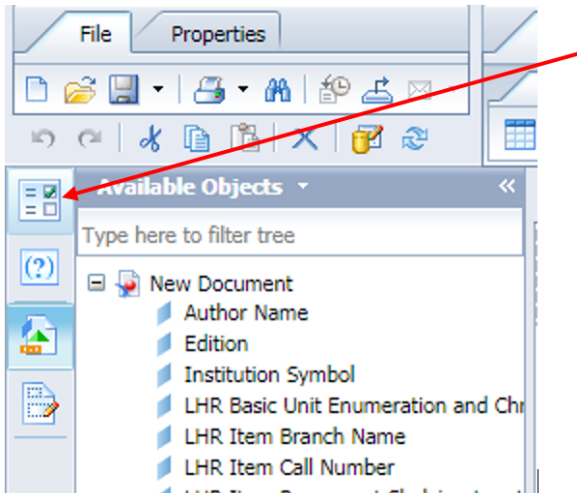 File Properties
Available Objects
Type here to filter tree
(?)
New Document
Author Name
Edition
Institution Symbol
LHR Basic Unit Enumeration and Chr
LHR Item Branch Name
LHR Item Call Number